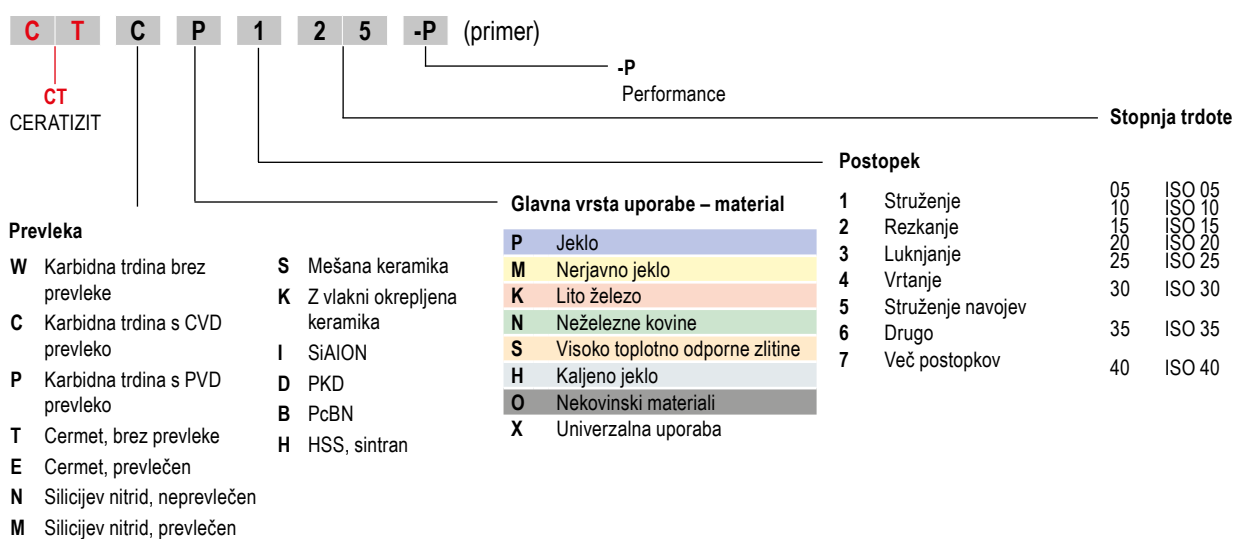 C T C P 1 2 5 -P (primer)
-P
Performance
CT
CERATIZIT
Stopnja trdote
05 ISO 05
10 ISO 10
15 ISO 15
20 ISO 20
25 ISO 25
30 ISO 30
35 ISO 35
40 ISO 40
Postopek
1 Struženje
2 Rezkanje
3 Luknjanje
4 Vrtanje
5 Struženje navojev
6 Drugo
7 Več postopkov
Glavna vrsta uporabe – material
P Jeklo
M Nerjavno jeklo
K Lito železo
N Neželezne kovine
S Visoko toplotno odporne zlitine
H Kaljeno jeklo
O Nekovinski materiali
X Univerzalna uporaba
Prevleka
W Karbidna trdina brez
prevleke
C Karbidna trdina s CVD
prevleko
P Karbidna trdina s PVD
prevleko
T Cermet, brez prevleke
E Cermet, prevlečen
N Silicijev nitrid, neprevlečen
M Silicijev nitrid, prevlečen
S Mešana keramika
K Z vlakni okrepljena
keramika
I SiAlON
D PKD
B PcBN
H HSS, sintran